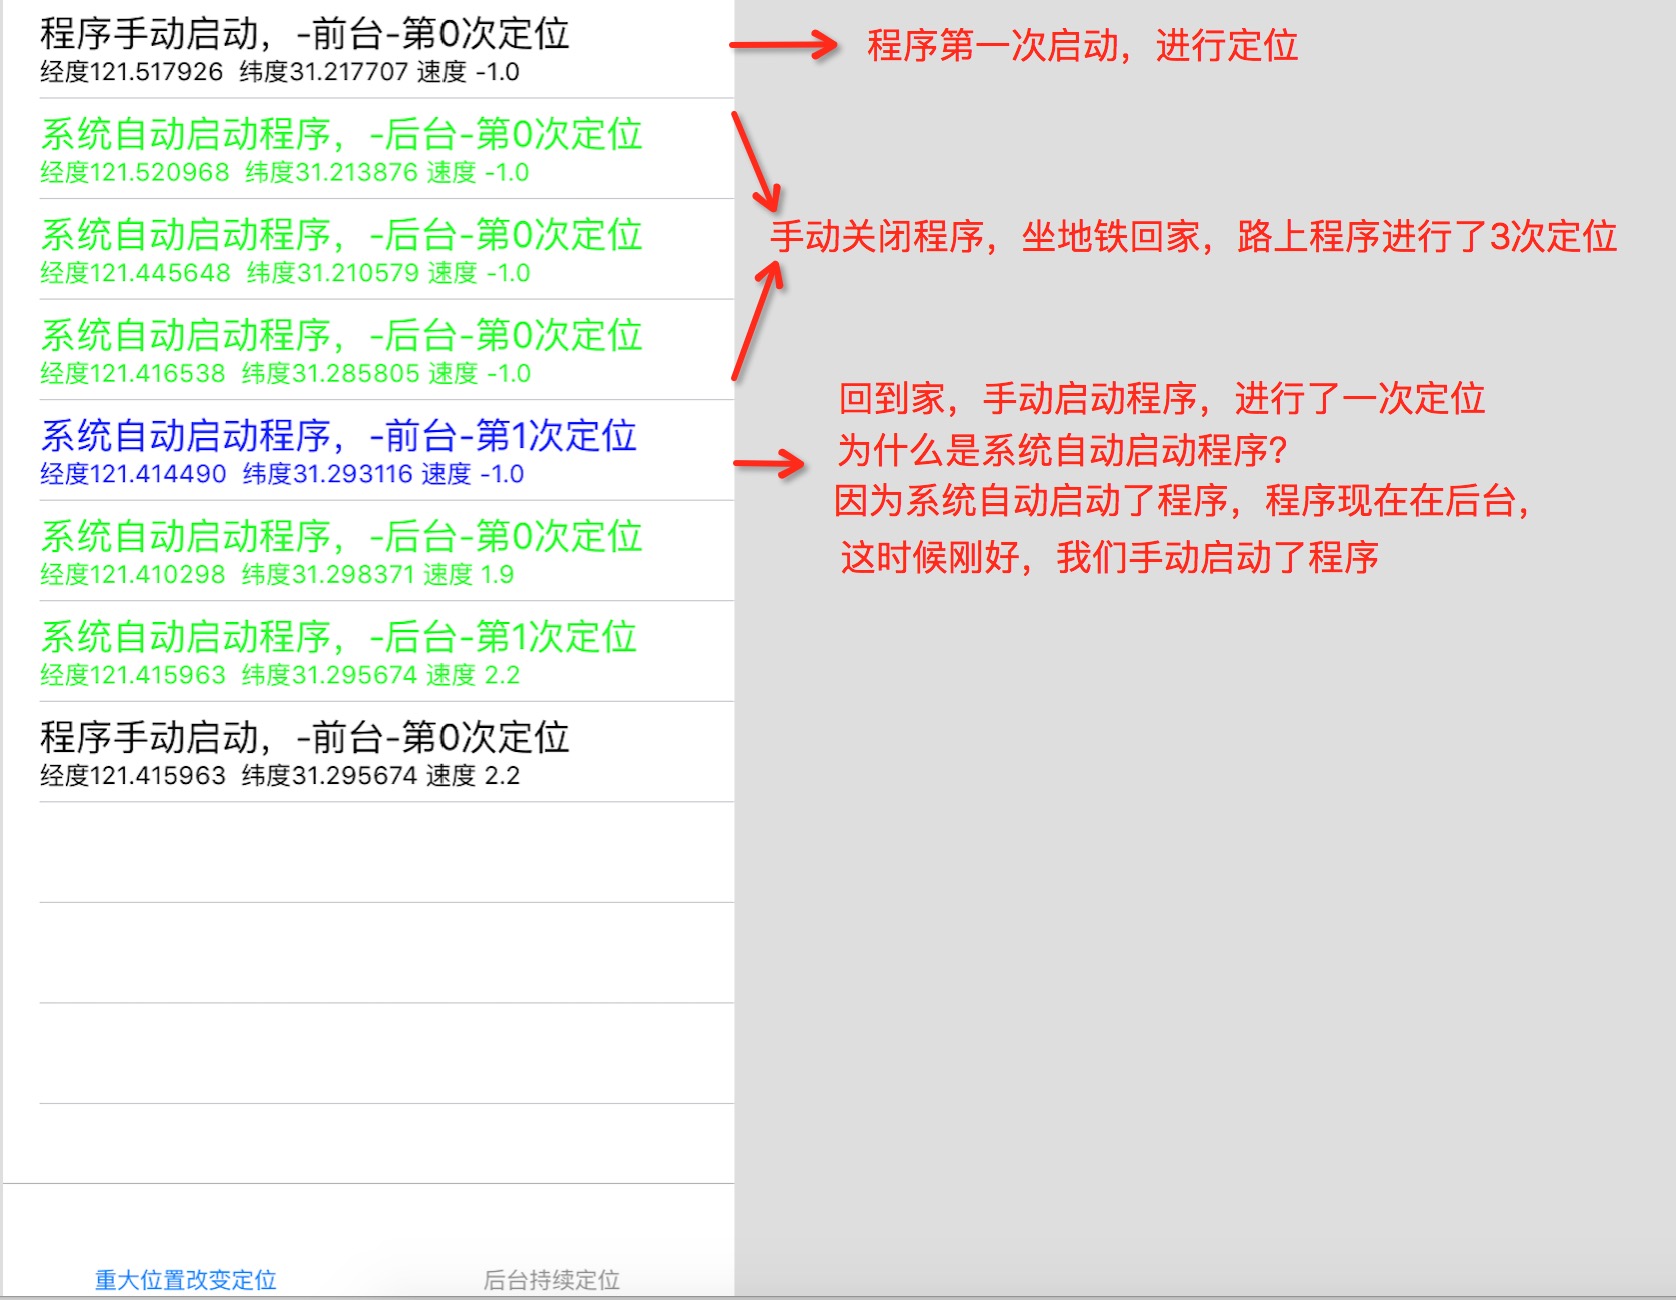 程序手动启动，-前台-第0次定位
经度121.517926 纬度31.217707 速度 -1.0
程序第一次启动，进行定位
系统自动启动程序，-后台-第0次定位
经度121.520968 纬度31.213876 速度 -1.0
系统自动启动程序，-后台-第0次定位
经度121.445648 纬度31.210579 速度 -1.0
手动关闭程序，坐地铁回家，路上程序进行了3次定位
系统自动启动程序，-后台-第0次定位
经度121.416538 纬度31.285805 速度 -1.0
系统自动启动程序，-前台-第1次定位
经度121.414490 纬度31.293116 速度 -1.0
回到家，手动启动程序，进行了一次定位
为什么是系统自动启动程序?
因为系统自动启动了程序，程序现在在后台，
这时候刚好，我们手动启动了程序
系统自动启动程序，-后台-第0次定位
经度121.410298 纬度31.298371 速度 1.9
系统自动启动程序，-后台-第1次定位
经度121.415963 纬度31.295674 速度 2.2
程序手动启动，-前台-第0次定位
经度121.415963 纬度31.295674 速度 2.2
重大位置改变定位
后台持续定位